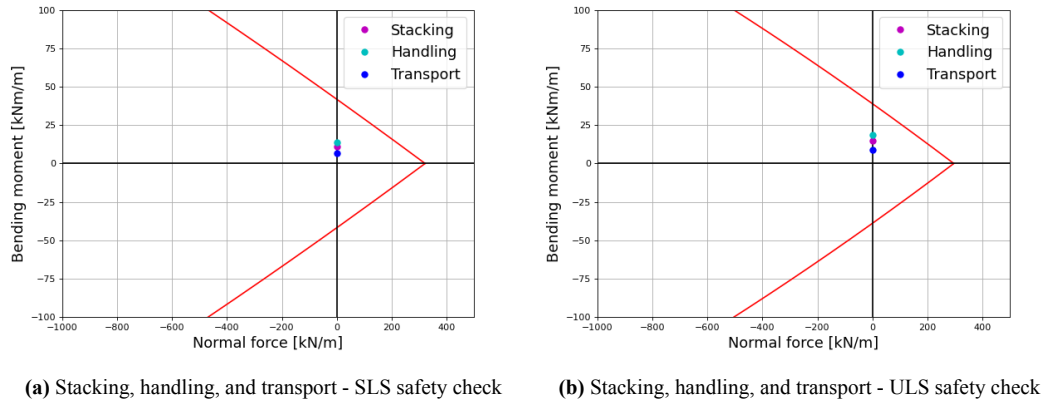 100
75
50
25
0
−25
−50
−75
−100
−1000
−800
−600
−400
−200
0
200
400
Bending moment [kNm/m]
Normal force [kN/m]
Stacking
Handling
Transport
(a) Stacking, handling, and transport - SLS safety check
100
75
50
25
0
−25
−50
−75
−100
−1000
−800
−600
−400
−200
0
200
400
Bending moment [kNm/m]
Normal force [kN/m]
Stacking
Handling
Transport
(b) Stacking, handling, and transport - ULS safety check